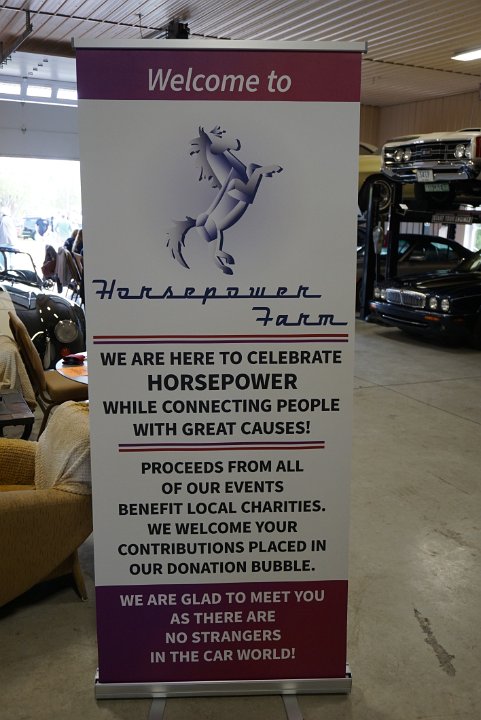 Welcome to
Horsepower
Farm
WE ARE HERE TO CELEBRATE
HORSEPOWER
WHILE CONNECTING PEOPLE
WITH GREAT CAUSES!
PROCEEDS FROM ALL
OF OUR EVENTS
BENEFIT LOCAL CHARITIES.
WE WELCOME YOUR
CONTRIBUTIONS PLACED IN
OUR DONATION BUBBLE.
WE ARE GLAD TO MEET YOU
AS THERE ARE
NO STRANGERS
IN THE CAR WORLD!